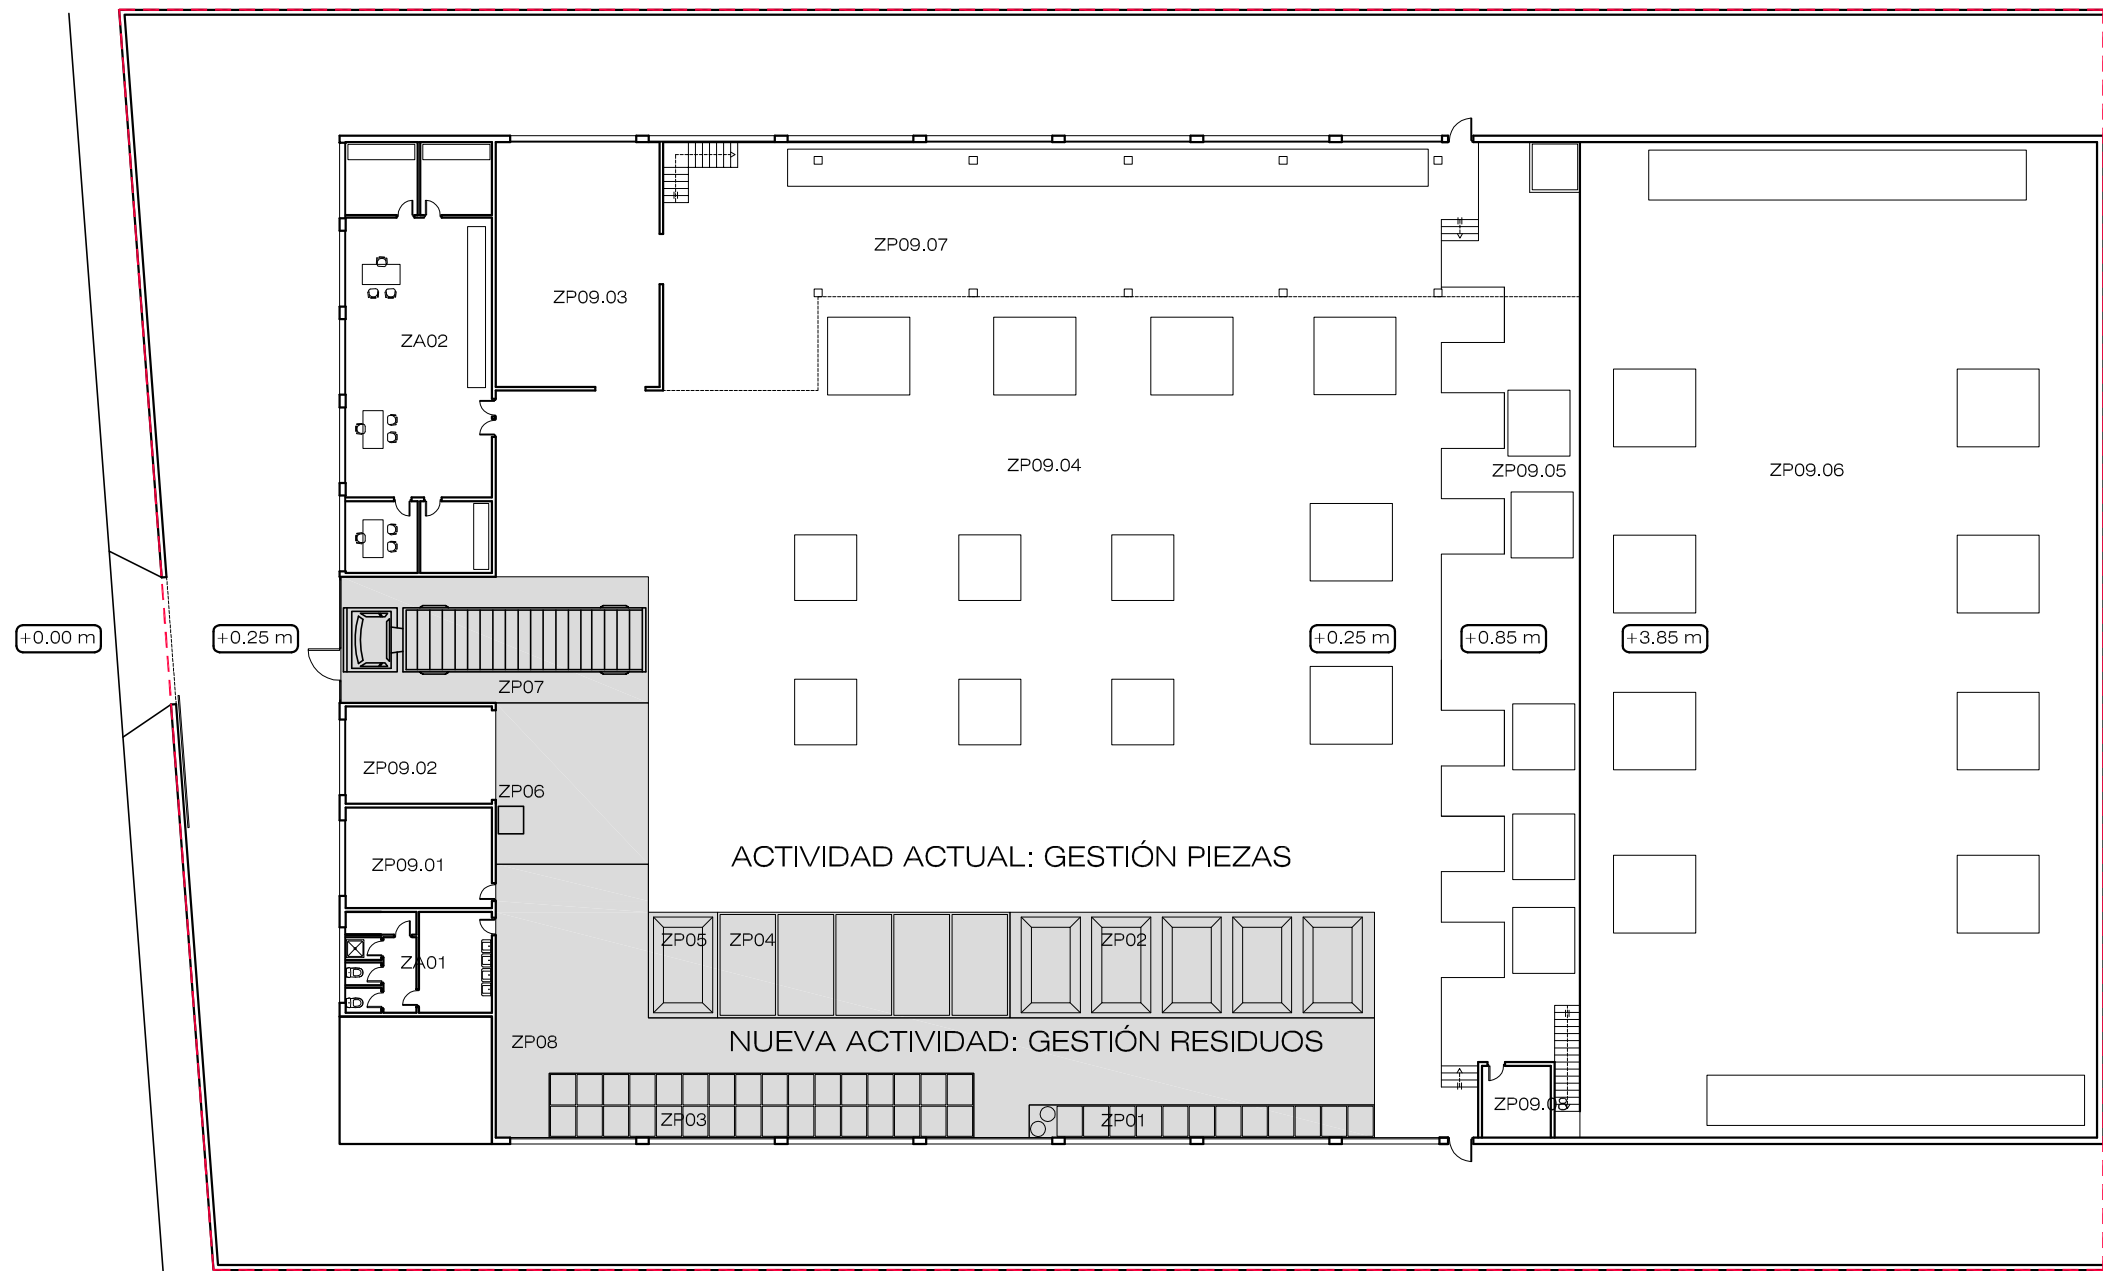 ZP09.07
ZP09.03
ZA02
ZP09.04
ZP09.05
ZP09.06
+0.00 m
+0.25 m
+0.25 m
+0.85 m
+3.85 m
ZP07
ZP09.02
ZP06
ACTIVIDAD ACTUAL: GESTIÓN PIEZAS
ZP09.01
ZP05
ZP04
ZP02
ZA01
ZP08
NUEVA ACTIVIDAD: GESTIÓN RESIDUOS
ZP09.08
ZP03
ZP01